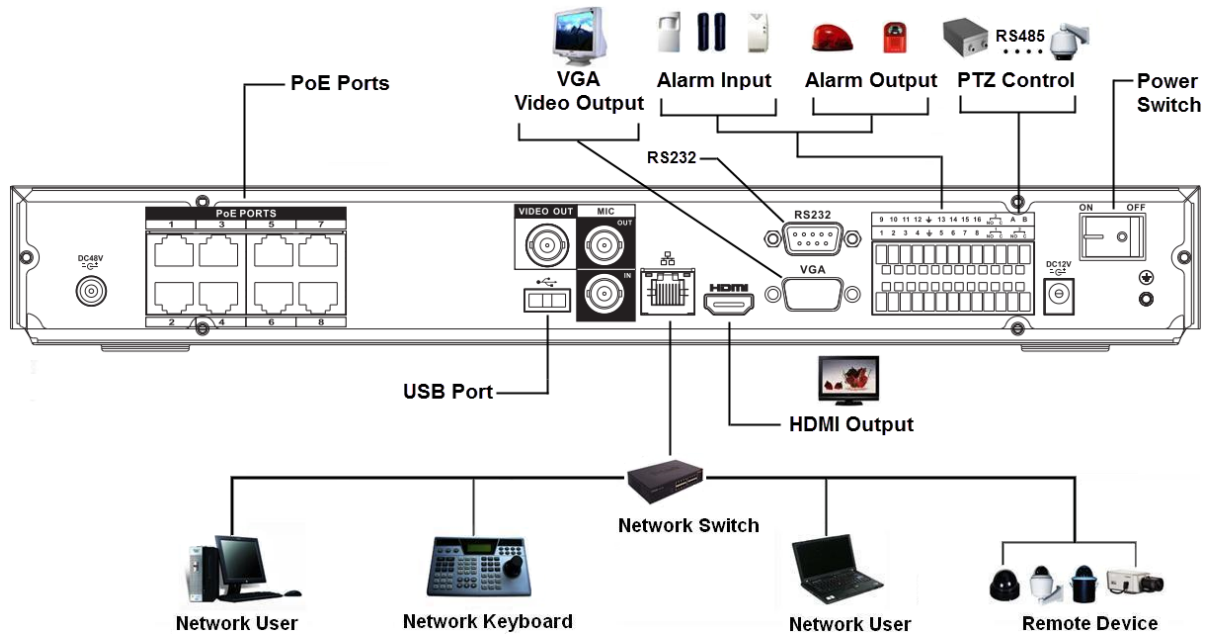 RS485
VGA
Video Output
Alarm Input
Alarm Output
PTZ Control
Power
Switch
PoE Ports
RS232
PoE PORTS
1 3 5 7
2 4 6 8
DC48V
VIDEO OUT
MIC
OUT
IN
HDMI
RS232
VGA
9 10 11 12 13 14 15 16 A B
1 2 3 4 5 6 7 8 NO C NO C
DC12V
ON OFF
USB Port
HDMI Output
Network Switch
Network User
Network Keyboard
Network User
Remote Device